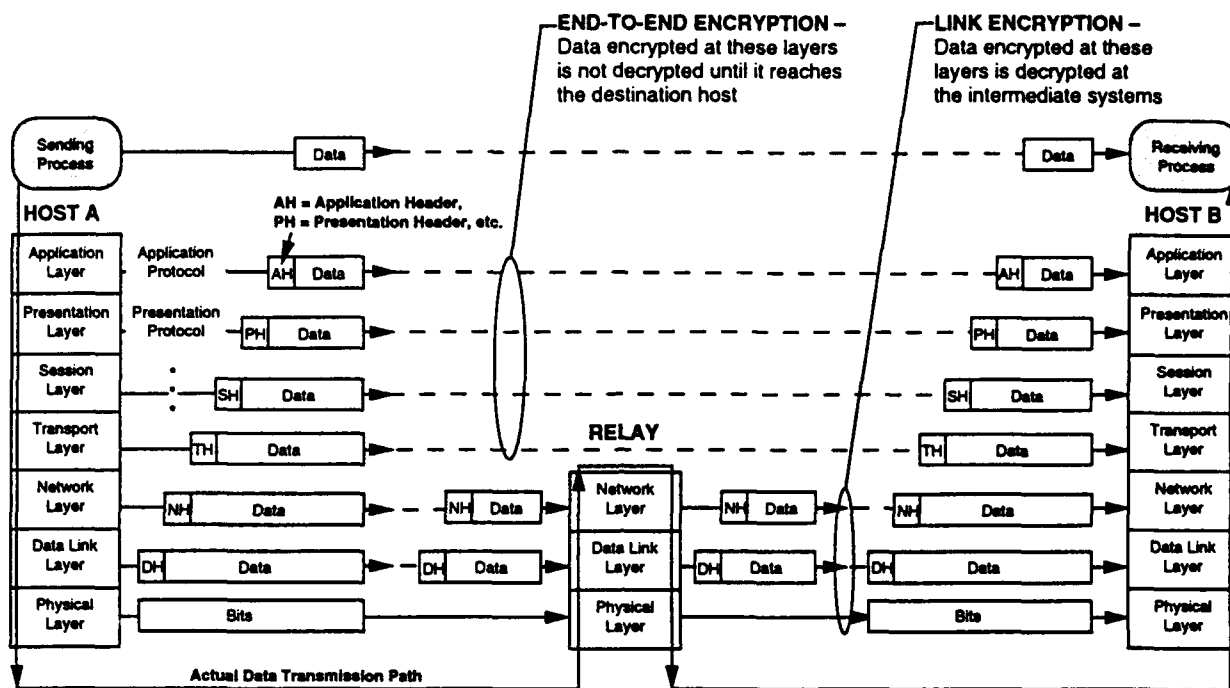 END-TO-END ENCRYPTION –
Data encrypted at these layers
is not decrypted until it reaches
the destination host
LINK ENCRYPTION –
Data encrypted at these
layers is decrypted at
the intermediate systems
Sending
Process
Data
Data
Receiving
Process
HOST A
AH = Application Header,
PH = Presentation Header, etc.
HOST B
Application
Layer
Application
Protocol
AH
Data
AH
Data
Application
Layer
Presentation
Layer
Presentation
Protocol
PH
Data
PH
Data
Presentation
Layer
Session
Layer
SH
Data
SH
Data
Session
Layer
Transport
Layer
TH
Data
RELAY
TH
Data
Transport
Layer
Network
Layer
NH
Data
NH
Data
Network
Layer
NH
Data
NH
Data
Network
Layer
Data Link
Layer
DH
Data
DH
Data
Data Link
Layer
DH
Data
DH
Data
Data Link
Layer
Physical
Layer
Bits
Physical
Layer
Bits
Physical
Layer
Actual Data Transmission Path